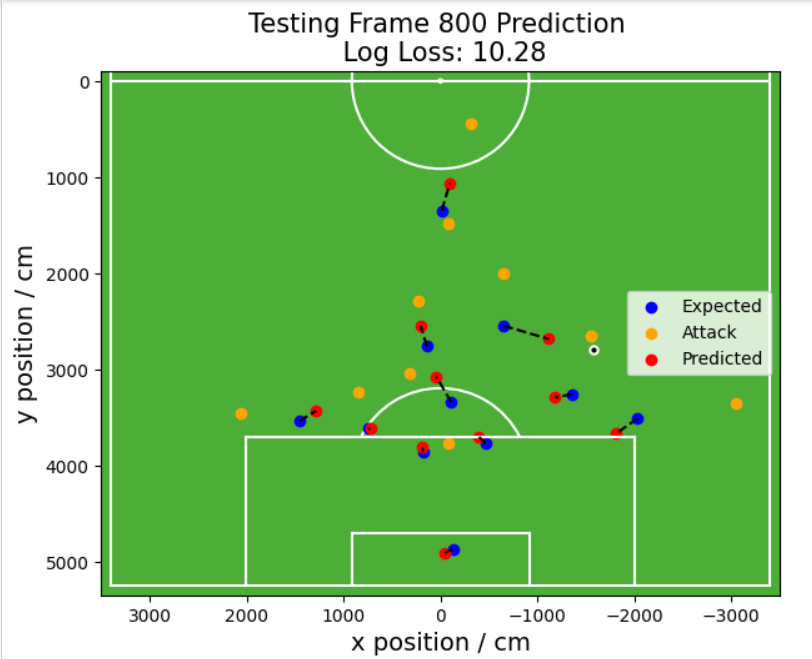 Testing Frame 800 Prediction
Log Loss: 10.28
y position / cm
0
1000
2000
3000
4000
5000
Expected
Attack
Predicted
3000 2000 1000 0 −1000 −2000 −3000
x position / cm